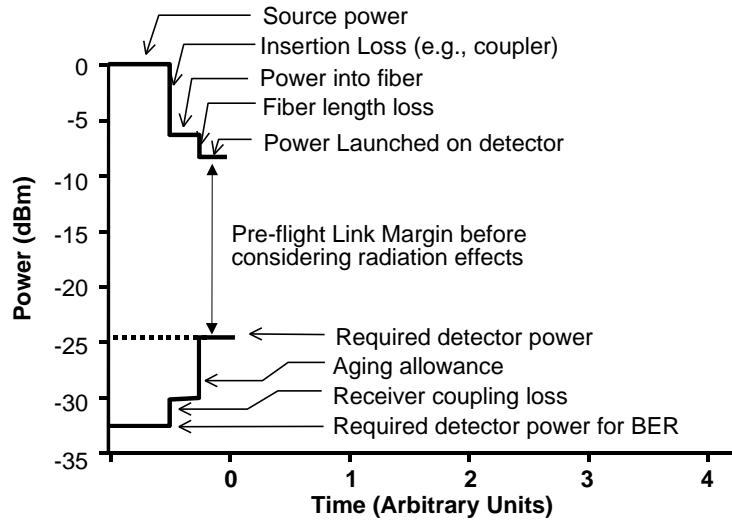 Source power
Insertion Loss (e.g., coupler)
Power into fiber
Fiber length loss
Power Launched on detector
Pre-flight Link Margin before
considering radiation effects
Required detector power
Aging allowance
Receiver coupling loss
Required detector power for BER
Power (dBm)
0
-5
-10
-15
-20
-25
-30
-35
0 1 2 3 4
Time (Arbitrary Units)